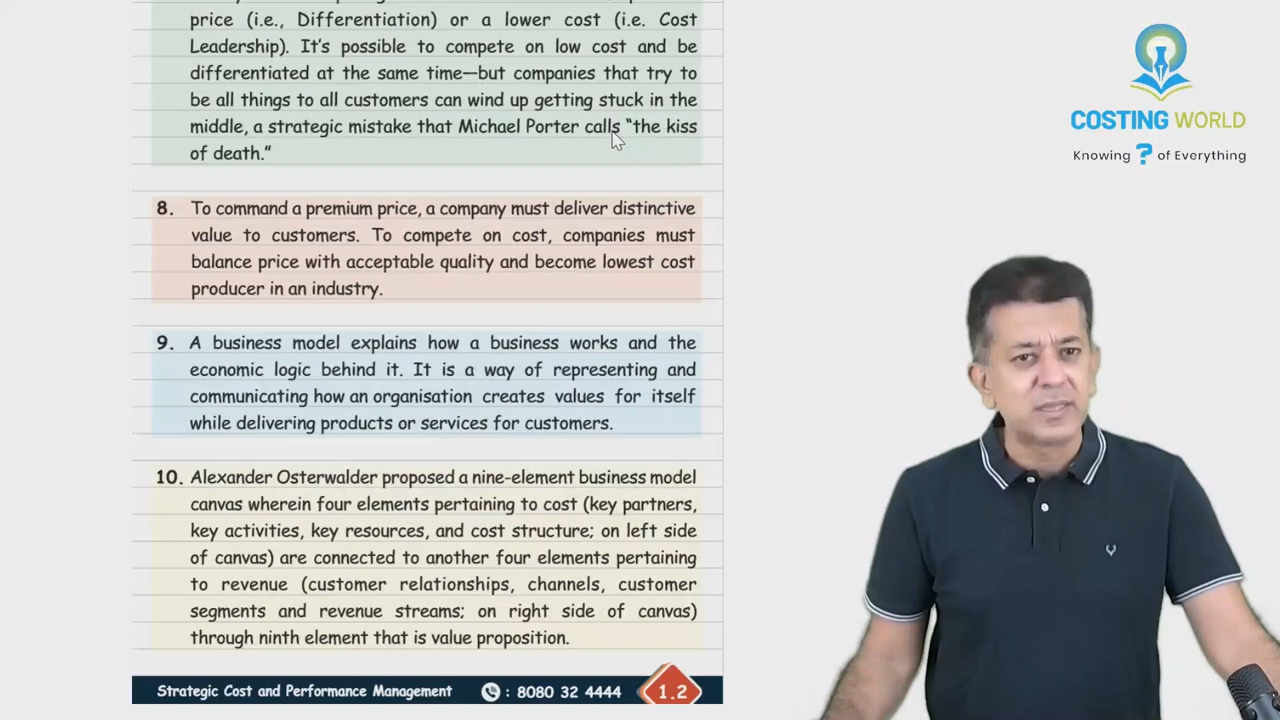 price (i.e., Differentiation) or a lower cost (i.e. Cost
Leadership). It's possible to compete on low cost and be
differentiated at the same time—but companies that try to
be all things to all customers can wind up getting stuck in the
middle, a strategic mistake that Michael Porter calls “the kiss
of death.”
8. To command a premium price, a company must deliver distinctive
value to customers. To compete on cost, companies must
balance price with acceptable quality and become lowest cost
producer in an industry.
9. A business model explains how a business works and the
economic logic behind it. It is a way of representing and
communicating how an organisation creates values for itself
while delivering products or services for customers.
10. Alexander Osterwalder proposed a nine-element business model
canvas wherein four elements pertaining to cost (key partners,
key activities, key resources, and cost structure; on left side
of canvas) are connected to another four elements pertaining
to revenue (customer relationships, channels, customer
segments and revenue streams; on right side of canvas)
through ninth element that is value proposition.
Strategic Cost and Performance Management : 8080 32 4444 1.2
COSTING WORLD
Knowing ? of Everything